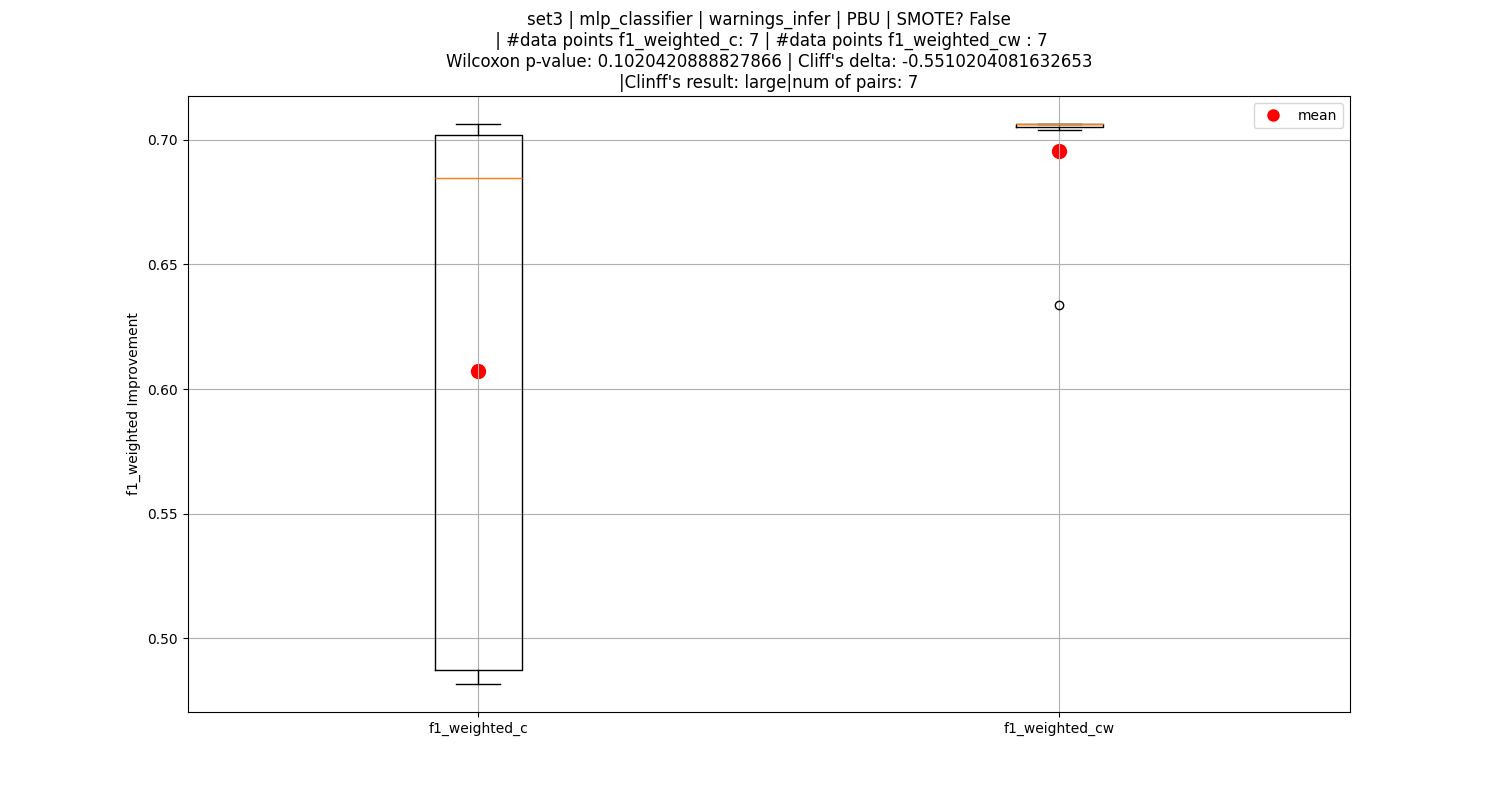 set3 | mlp_classifier | warnings_infer | PBU | SMOTE? False
| #data points f1_weighted_c: 7 | #data points f1_weighted_cw : 7
Wilcoxon p-value: 0.1020420888827866 | Cliff's delta: -0.5510204081632653
|Clinff's result: large|num of pairs: 7
mean
0.70
0.65
0.60
0.55
0.50
f1_weighted Improvement
f1_weighted_c
f1_weighted_cw